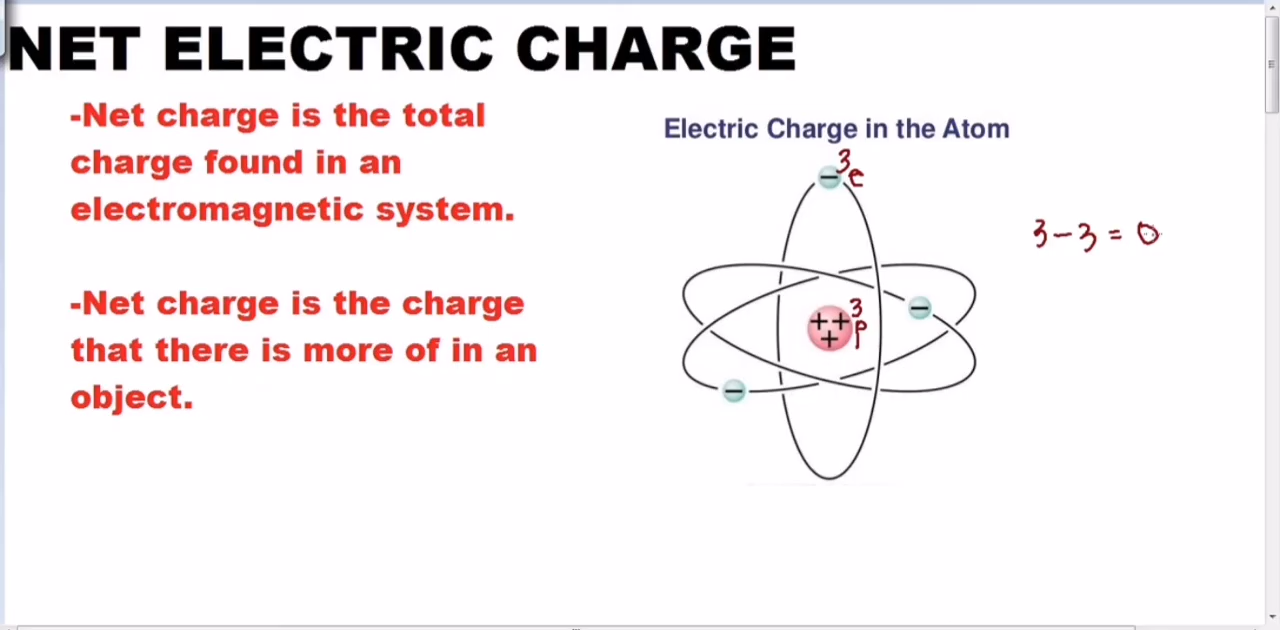 NET ELECTRIC CHARGE
-Net charge is the total
charge found in an
electromagnetic system.
-Net charge is the charge
that there is more of in an
object.
Electric Charge in the Atom
− 3e
3 − 3 = 0
−
++ 3p
+
−